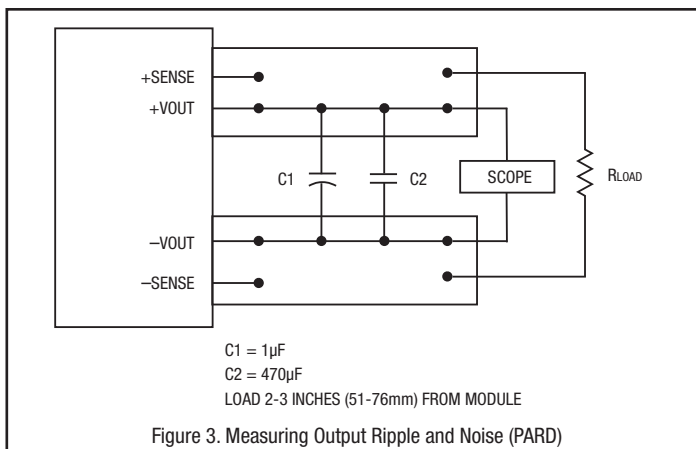 +SENSE
+VOUT
C1
C2
SCOPE
RLOAD
–VOUT
–SENSE
C1 = 1µF
C2 = 470µF
LOAD 2-3 INCHES (51-76mm) FROM MODULE
Figure 3. Measuring Output Ripple and Noise (PARD)